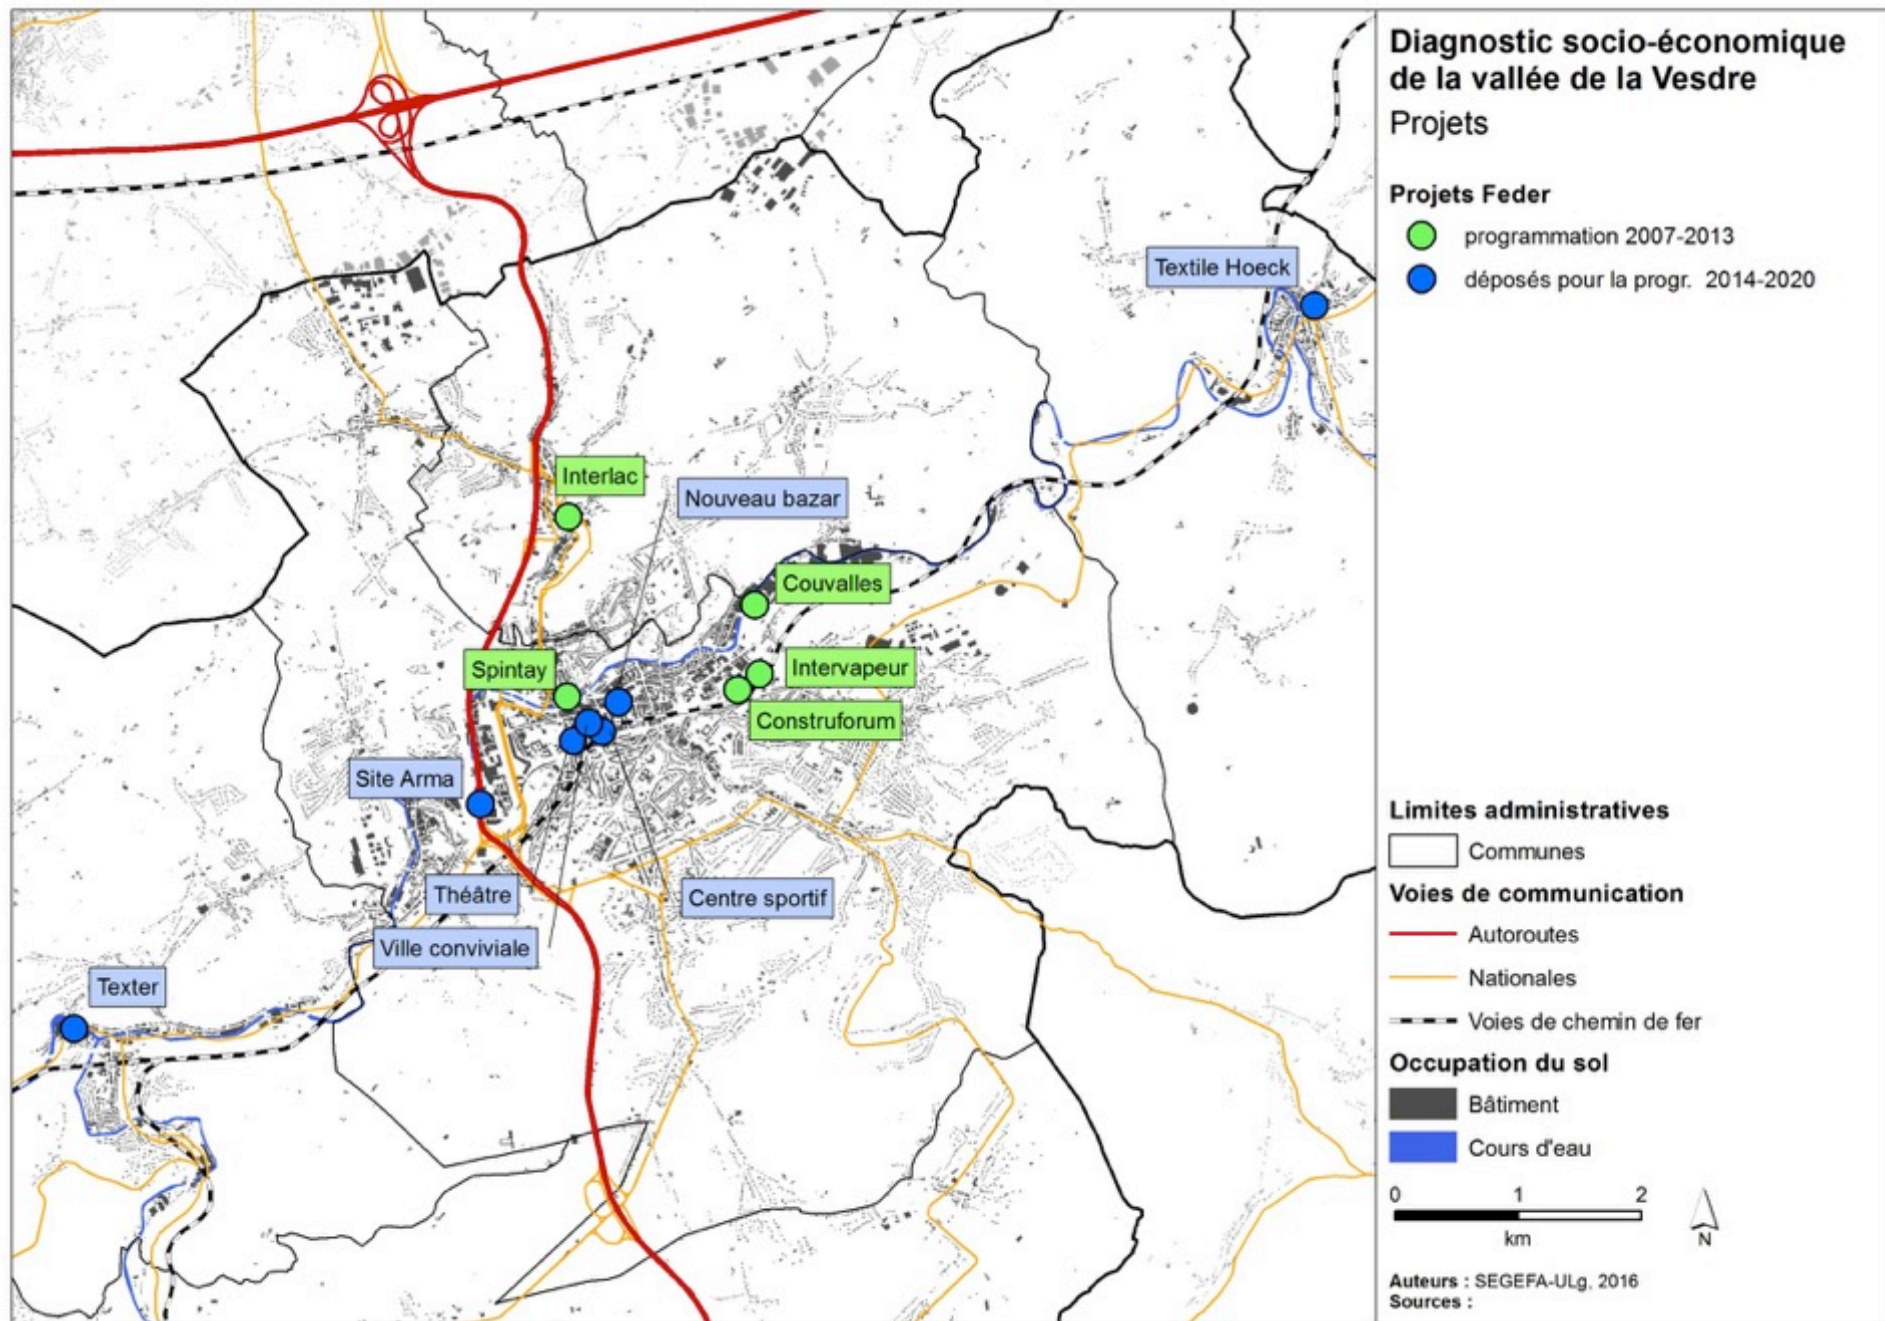 Diagnostic socio-économique
de la vallée de la Vesdre
Projets
Projets Feder
programmation 2007-2013
déposés pour la progr. 2014-2020
Textile Hoeck
Interlac
Nouveau bazar
Couvalles
Spintay
Intervapeur
Construforum
Site Arma
Théâtre
Centre sportif
Ville conviviale
Texter
Limites administratives
Communes
Voies de communication
Autoroutes
Nationales
Voies de chemin de fer
Occupation du sol
Bâtiment
Cours d'eau
0 1 2
km
N
Auteurs : SEGEFA-ULg, 2016
Sources :